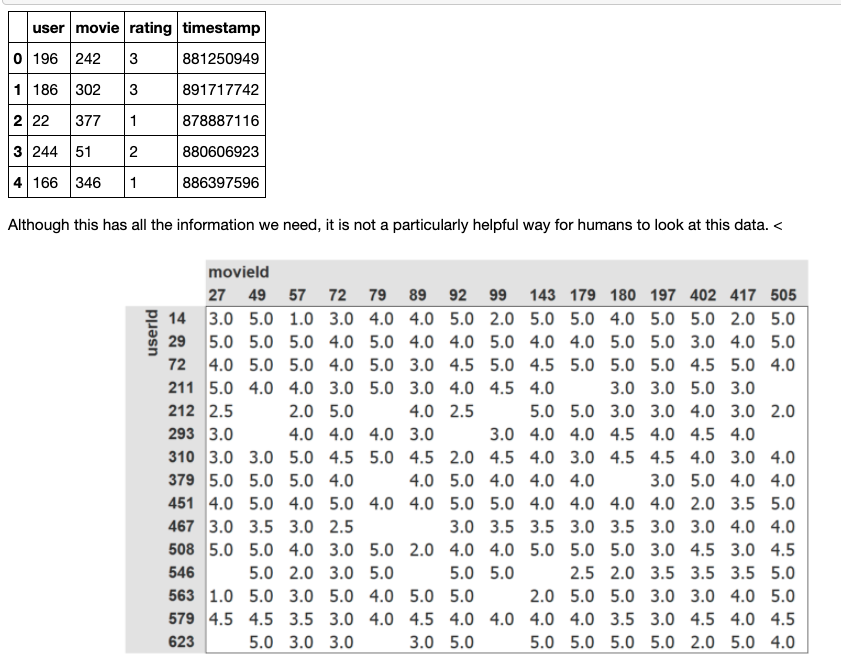 user movie rating timestamp
0 196 242 3 881250949
1 186 302 3 891717742
2 22 377 1 878887116
3 244 51 2 880606923
4 166 346 1 886397596
Although this has all the information we need, it is not a particularly helpful way for humans to look at this data. <
movieId
27 49 57 72 79 89 92 99 143 179 180 197 402 417 505
userId
14 3.0 5.0 1.0 3.0 4.0 4.0 5.0 2.0 5.0 5.0 4.0 5.0 5.0 2.0 5.0
29 5.0 5.0 5.0 4.0 5.0 4.0 4.0 5.0 4.0 4.0 5.0 5.0 3.0 4.0 5.0
72 4.0 5.0 5.0 4.0 5.0 3.0 4.5 5.0 4.5 5.0 5.0 5.0 4.5 5.0 4.0
211 5.0 4.0 4.0 3.0 5.0 3.0 4.0 4.5 4.0 3.0 3.0 5.0 3.0
212 2.5 2.0 5.0 4.0 2.5 5.0 5.0 3.0 3.0 4.0 3.0 2.0
293 3.0 4.0 4.0 4.0 3.0 3.0 4.0 4.0 4.5 4.0 4.5 4.0
310 3.0 3.0 5.0 4.5 5.0 4.5 2.0 4.5 4.0 3.0 4.5 4.5 4.0 3.0 4.0
379 5.0 5.0 5.0 4.0 4.0 5.0 4.0 4.0 4.0 3.0 5.0 4.0 4.0
451 4.0 5.0 4.0 5.0 4.0 4.0 5.0 5.0 4.0 4.0 4.0 4.0 2.0 3.5 5.0
467 3.0 3.5 3.0 2.5 3.0 3.5 3.5 3.0 3.5 3.0 3.0 4.0 4.0
508 5.0 5.0 4.0 3.0 5.0 2.0 4.0 4.0 5.0 5.0 5.0 3.0 4.5 3.0 4.5
546 5.0 2.0 3.0 5.0 5.0 5.0 2.5 2.0 3.5 3.5 3.5 5.0
563 1.0 5.0 3.0 5.0 4.0 5.0 5.0 2.0 5.0 5.0 3.0 3.0 4.0 5.0
579 4.5 4.5 3.5 3.0 4.0 4.5 4.0 4.0 4.0 4.0 3.5 3.0 4.5 4.0 4.5
623 5.0 3.0 3.0 3.0 5.0 5.0 5.0 5.0 5.0 2.0 5.0 4.0